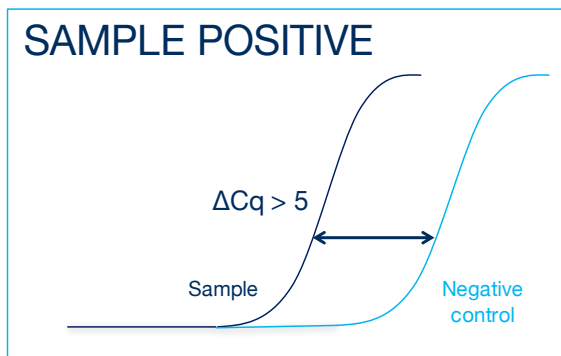 SAMPLE POSITIVE
ΔCq > 5
Sample
Negative
control